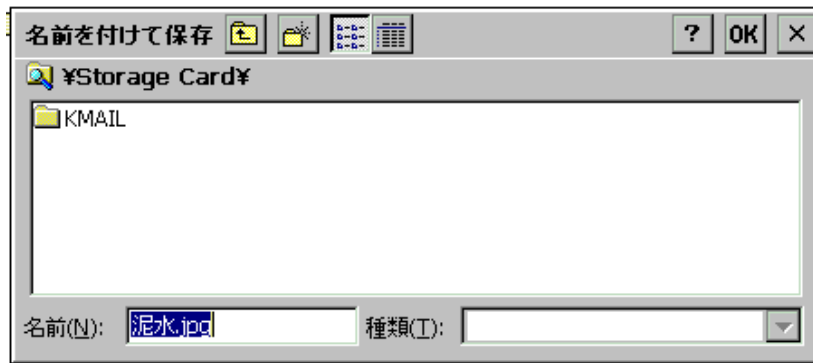 名前を付けて保存 ? OK ×
¥Storage Card¥
KMAIL
名前(N): 泥水.jpg 種類(T):